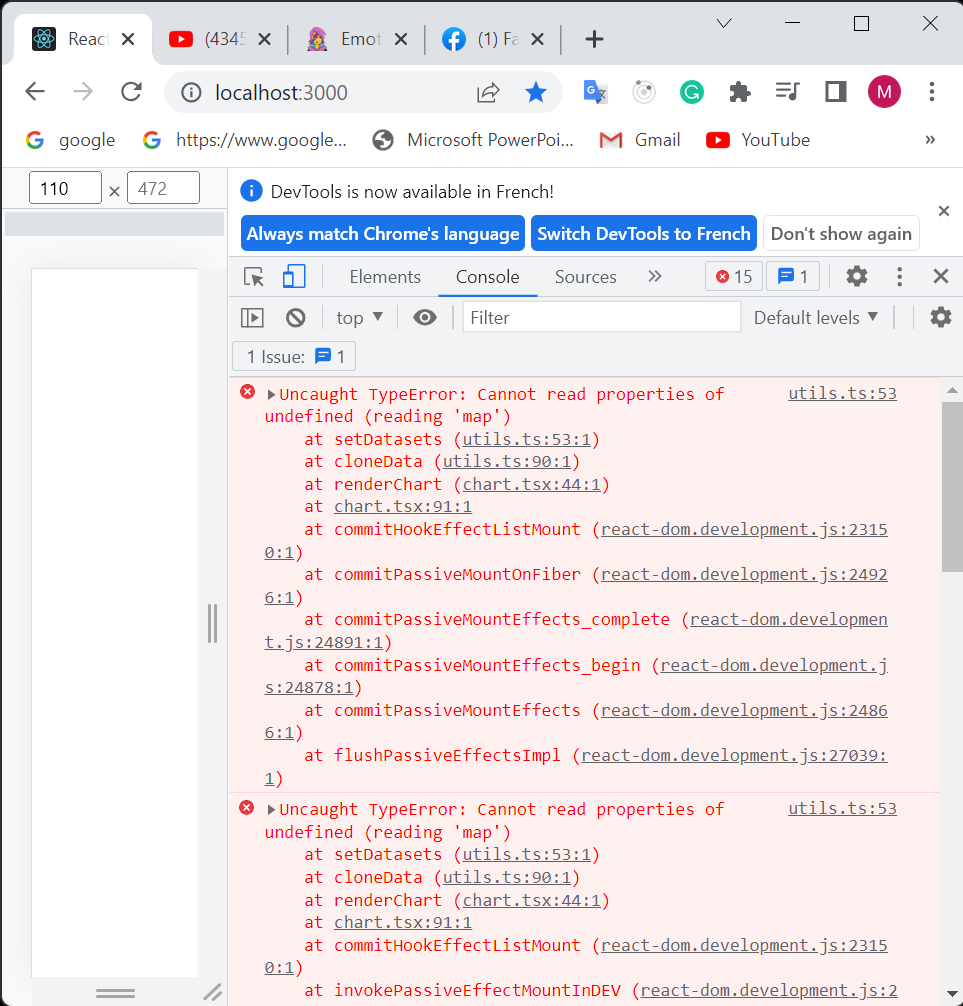 React
(4345
Emot
(1) Fa
localhost:3000
M
google
https://www.google...
Microsoft PowerPoi...
Gmail
YouTube
»
110 × 472
DevTools is now available in French!
Always match Chrome's language
Switch DevTools to French
Don't show again
Elements
Console
Sources
»
15
1
top
Filter
Default levels
1 Issue: 1
Uncaught TypeError: Cannot read properties of utils.ts:53
undefined (reading 'map')
at setDatasets (utils.ts:53:1)
at cloneData (utils.ts:90:1)
at renderChart (chart.tsx:44:1)
at chart.tsx:91:1
at commitHookEffectListMount (react-dom.development.js:2315
0:1)
at commitPassiveMountOnFiber (react-dom.development.js:2492
6:1)
at commitPassiveMountEffects_complete (react-dom.developmen
t.js:24891:1)
at commitPassiveMountEffects_begin (react-dom.development.j
s:24878:1)
at commitPassiveMountEffects (react-dom.development.js:2486
6:1)
at flushPassiveEffectsImpl (react-dom.development.js:27039:
1)
Uncaught TypeError: Cannot read properties of utils.ts:53
undefined (reading 'map')
at setDatasets (utils.ts:53:1)
at cloneData (utils.ts:90:1)
at renderChart (chart.tsx:44:1)
at chart.tsx:91:1
at commitHookEffectListMount (react-dom.development.js:2315
0:1)
at invokePassiveEffectMountInDEV (react-dom.development.js:2